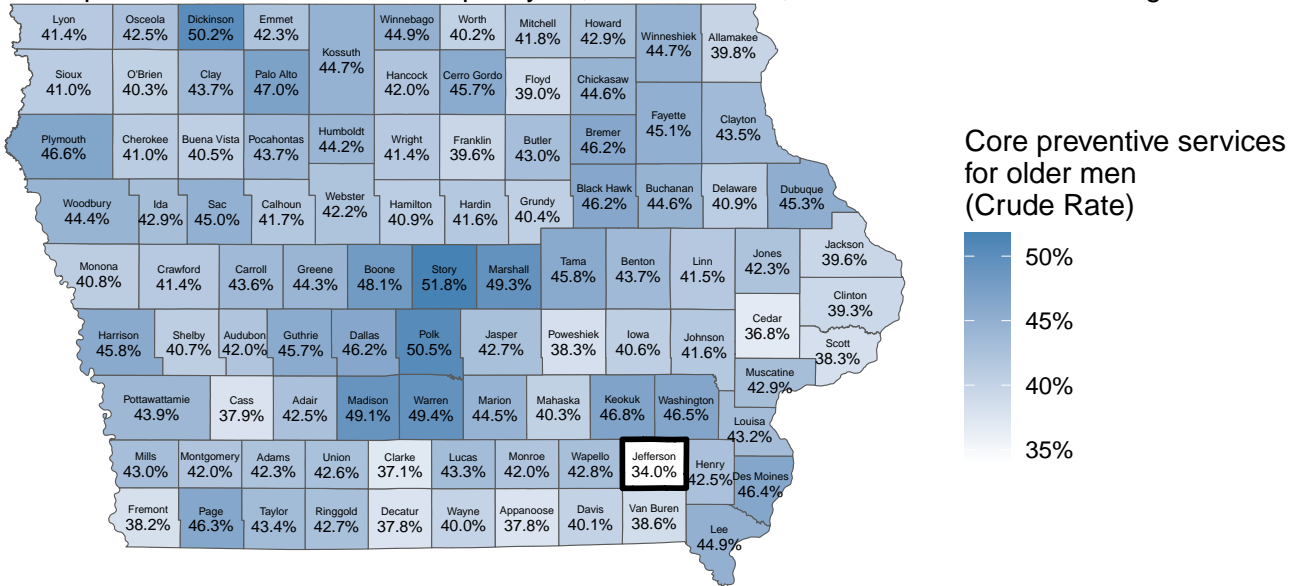 Lyon Osceola Dickinson Emmet Winnebago Worth Mitchell Howard Winneshiek Allamakee
41.4% 42.5% 50.2% 42.3% 44.9% 40.2% 41.8% 42.9% 44.7% 39.8%
Kossuth
44.7%
Sioux O'Brien Clay Palo Alto Hancock Cerro Gordo Floyd Chickasaw
41.0% 40.3% 43.7% 47.0% 42.0% 45.7% 39.0% 44.6%
Fayette Clayton
45.1% 43.5%
Plymouth Cherokee Buena Vista Pocahontas Humboldt Wright Franklin Butler Bremer
46.6% 41.0% 40.5% 43.7% 44.2% 41.4% 39.6% 43.0% 46.2%
Woodbury Ida Sac Calhoun Webster Hamilton Hardin Grundy Black Hawk Buchanan Delaware Dubuque
44.4% 42.9% 45.0% 41.7% 42.2% 40.9% 41.6% 40.4% 46.2% 44.6% 40.9% 45.3%
Monona Crawford Carroll Greene Boone Story Marshall Tama Benton Linn Jones Jackson
40.8% 41.4% 43.6% 44.3% 48.1% 51.8% 49.3% 45.8% 43.7% 41.5% 42.3% 39.6%
Clinton
39.3%
Harrison Shelby Audubon Guthrie Dallas Polk Jasper Poweshiek Iowa Johnson Cedar Scott
45.8% 40.7% 42.0% 45.7% 46.2% 50.5% 42.7% 38.3% 40.6% 41.6% 36.8% 38.3%
Muscatine
42.9%
Pottawattamie Cass Adair Madison Warren Marion Mahaska Keokuk Washington
43.9% 37.9% 42.5% 49.1% 49.4% 44.5% 40.3% 46.8% 46.5%
Louisa
43.2%
Mills Montgomery Adams Union Clarke Lucas Monroe Wapello Jefferson Henry Des Moines
43.0% 42.0% 42.3% 42.6% 37.1% 43.3% 42.0% 42.8% 34.0% 42.5% 46.4%
Fremont Page Taylor Ringgold Decatur Wayne Appanoose Davis Van Buren Lee
38.2% 46.3% 43.4% 42.7% 37.8% 40.0% 37.8% 40.1% 38.6% 44.9%
Core preventive services
for older men
(Crude Rate)
50%
45%
40%
35%